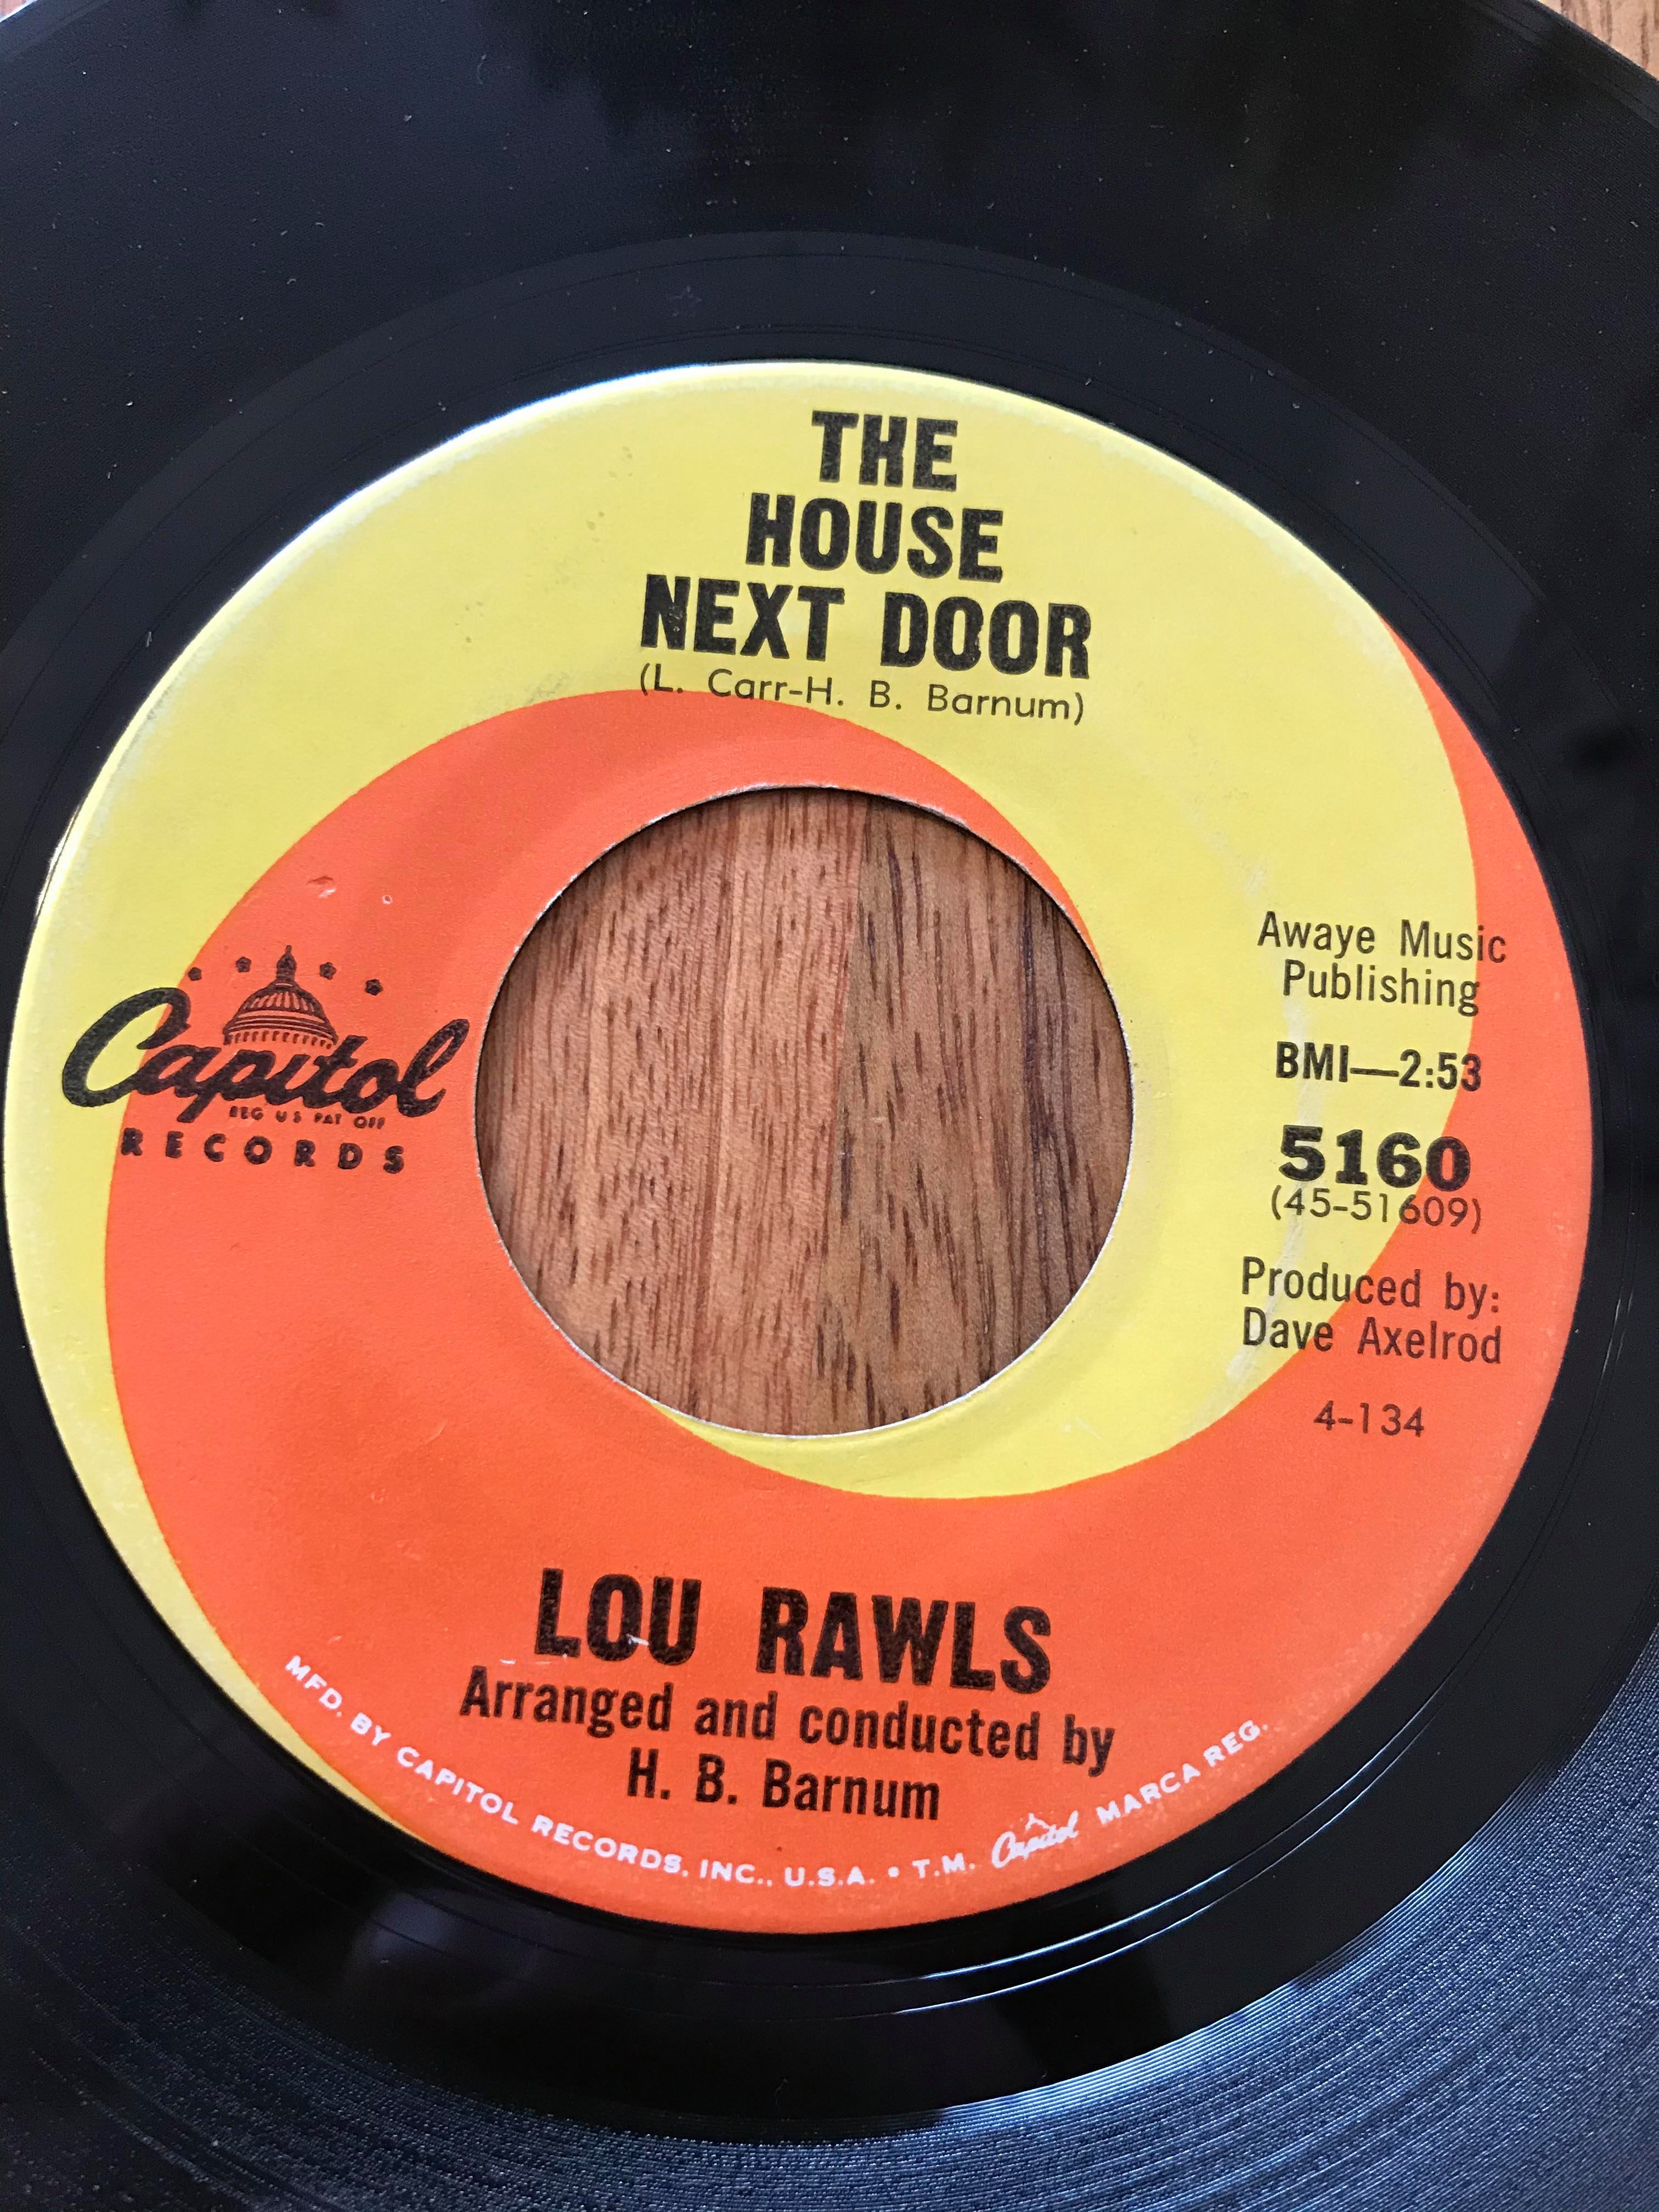 THE
HOUSE
NEXT DOOR
(L. Carr-H. B. Barnum)
Capitol
REG U S PAT OFF
RECORDS
Awaye Music
Publishing
BMI—2:53
5160
(45-51609)
Produced by:
Dave Axelrod
4-134
LOU RAWLS
Arranged and conducted by
H. B. Barnum
MFD. BY CAPITOL RECORDS, INC., U.S.A. • T.M. Capitol MARCA REG.